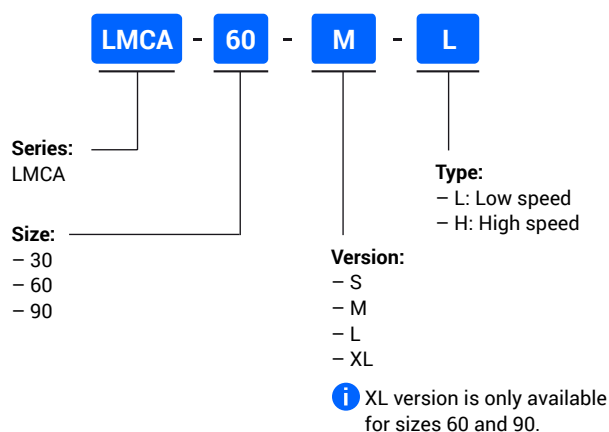 LMCA - 60 - M - L
Series:
LMCA
Size:
– 30
– 60
– 90
Version:
– S
– M
– L
– XL
i XL version is only available
for sizes 60 and 90.
Type:
– L: Low speed
– H: High speed